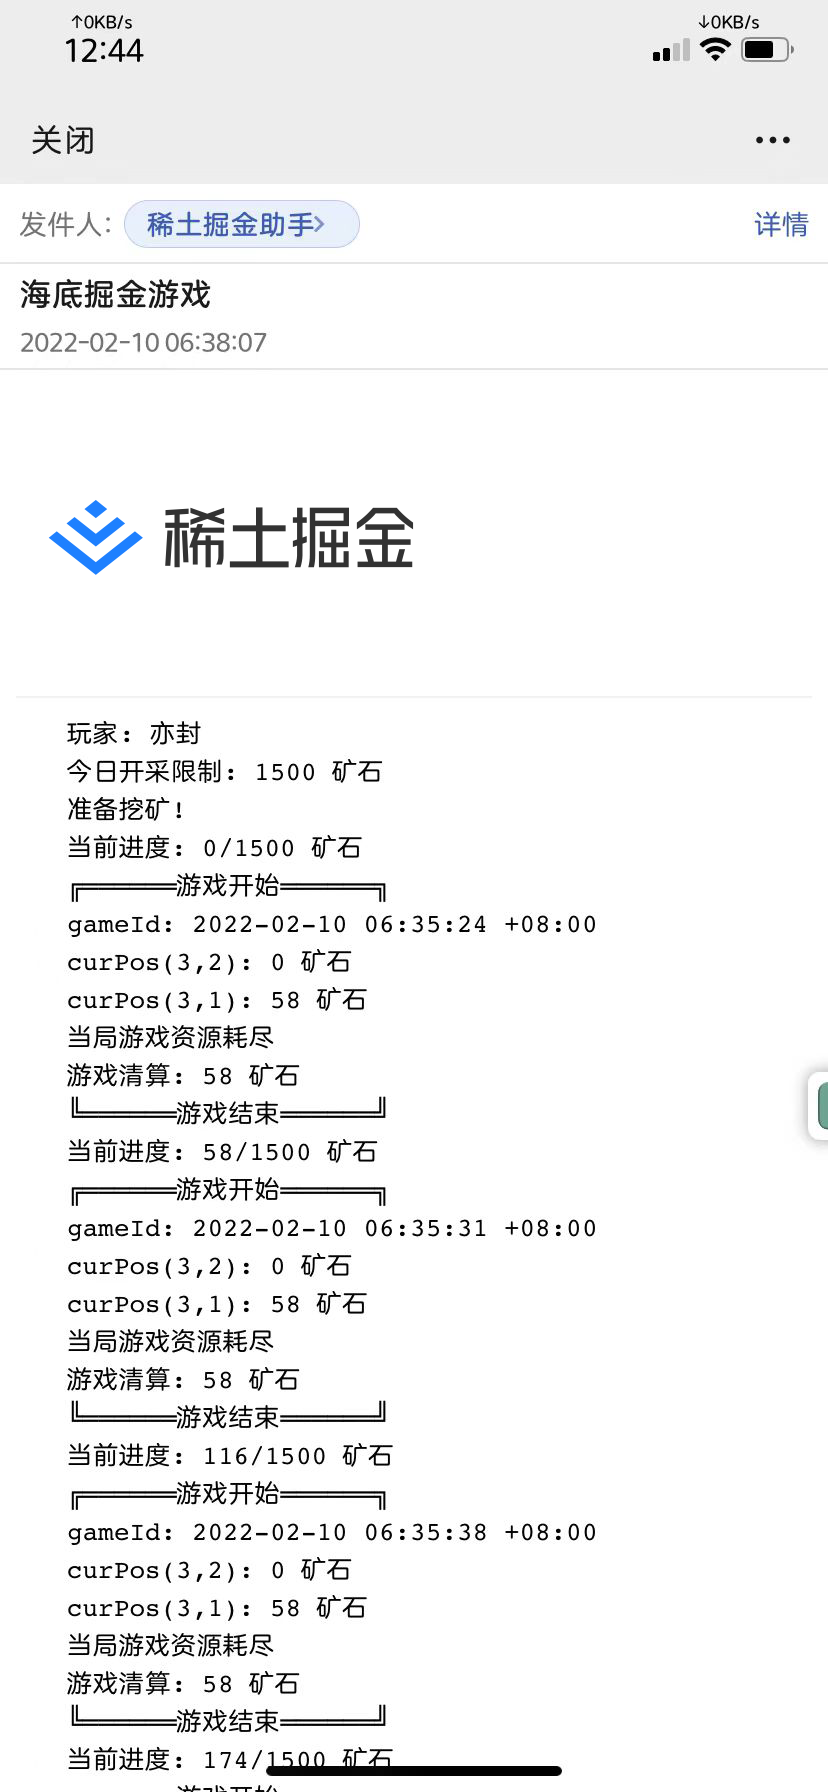 ↑0KB/s ↓0KB/s
12:44
关闭
发件人: 稀土掘金助手> 详情
海底掘金游戏
2022-02-10 06:38:07
稀土掘金
玩家: 亦封
今日开采限制: 1500 矿石
准备挖矿!
当前进度: 0/1500 矿石
╔══════游戏开始══════╗
gameId: 2022-02-10 06:35:24 +08:00
curPos(3,2): 0 矿石
curPos(3,1): 58 矿石
当局游戏资源耗尽
游戏清算: 58 矿石
╚══════游戏结束══════╝
当前进度: 58/1500 矿石
╔══════游戏开始══════╗
gameId: 2022-02-10 06:35:31 +08:00
curPos(3,2): 0 矿石
curPos(3,1): 58 矿石
当局游戏资源耗尽
游戏清算: 58 矿石
╚══════游戏结束══════╝
当前进度: 116/1500 矿石
╔══════游戏开始══════╗
gameId: 2022-02-10 06:35:38 +08:00
curPos(3,2): 0 矿石
curPos(3,1): 58 矿石
当局游戏资源耗尽
游戏清算: 58 矿石
╚══════游戏结束══════╝
当前进度: 174/1500 矿石